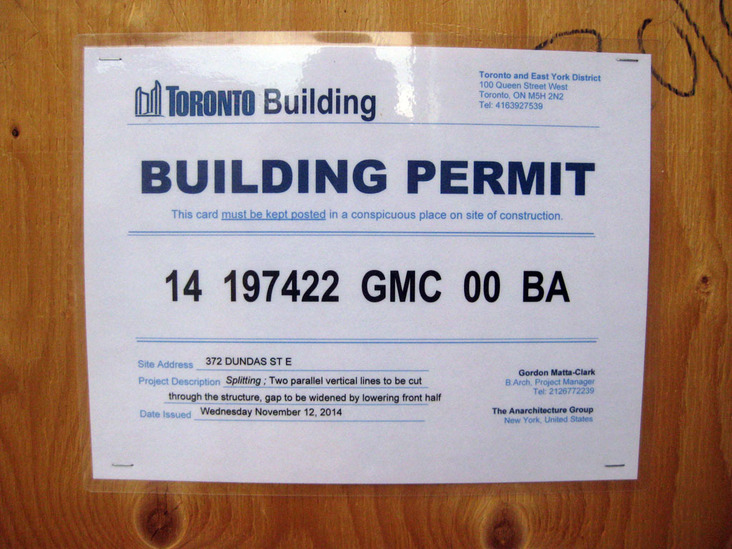 TORONTO Building
Toronto and East York District
100 Queen Street West
Toronto, ON M5H 2N2
Tel: 4163927539
BUILDING PERMIT
This card must be kept posted in a conspicuous place on site of construction.
14 197422 GMC 00 BA
Site Address 372 DUNDAS ST E
Project Description Splitting ; Two parallel vertical lines to be cut
through the structure, gap to be widened by lowering front half
Date Issued Wednesday November 12, 2014
Gordon Matta-Clark
B.Arch, Project Manager
Tel: 2126772239
The Anarchitecture Group
New York, United States